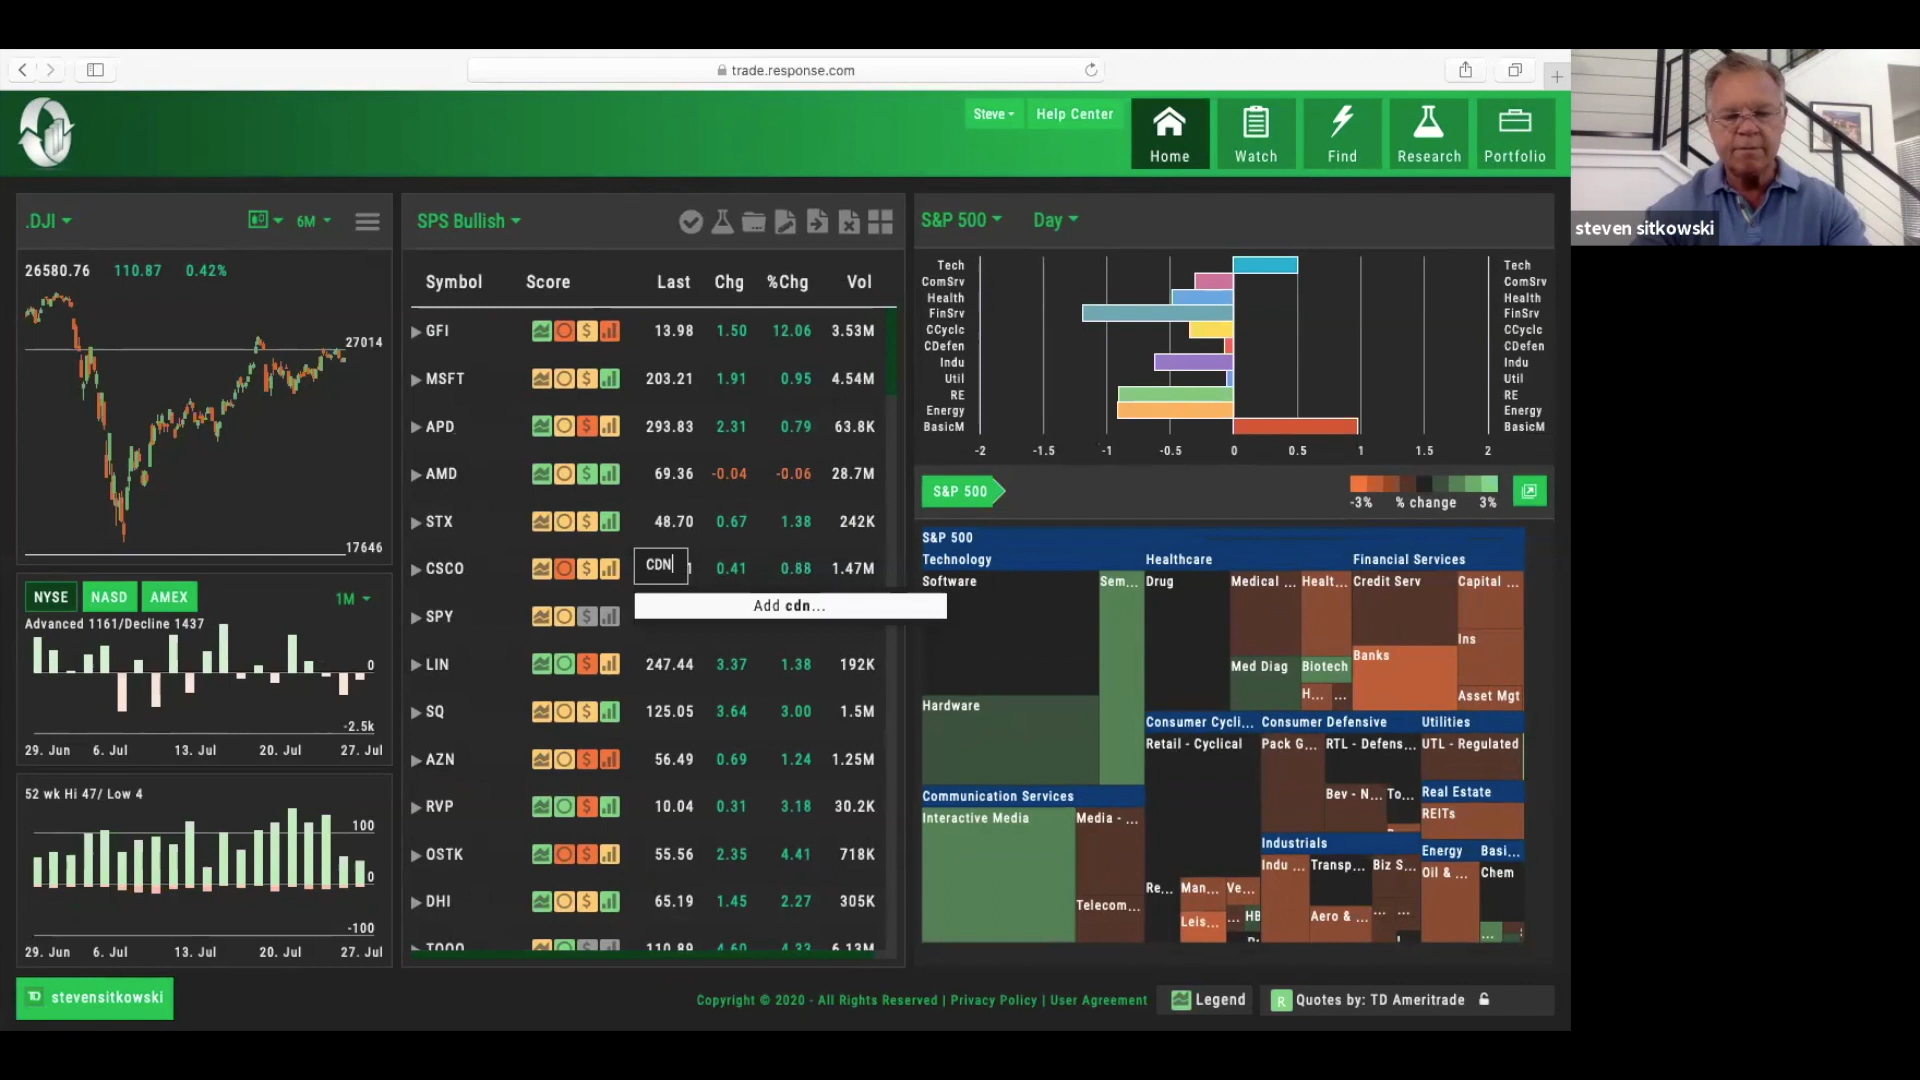 trade.response.com
Steve
Help Center
Home
Watch
Find
Research
Portfolio
steven sitkowski
.DJI
6M
26580.76 110.87 0.42%
27014
17646
NYSE NASD AMEX 1M
Advanced 1161/Decline 1437
0
-2.5k
29. Jun 6. Jul 13. Jul 20. Jul 27. Jul
52 wk Hi 47/ Low 4
100
0
-100
29. Jun 6. Jul 13. Jul 20. Jul 27. Jul
TD stevensitkowski
SPS Bullish
Symbol Score Last Chg %Chg Vol
GFI $ 13.98 1.50 12.06 3.53M
MSFT $ 203.21 1.91 0.95 4.54M
APD $ 293.83 2.31 0.79 63.8K
AMD $ 69.36 -0.04 -0.06 28.7M
STX $ 48.70 0.67 1.38 242K
CSCO $ CDN 1 0.41 0.88 1.47M
Add cdn...
SPY $
LIN $ 247.44 3.37 1.38 192K
SQ $ 125.05 3.64 3.00 1.5M
AZN $ 56.49 0.69 1.24 1.25M
RVP $ 10.04 0.31 3.18 30.2K
OSTK $ 55.56 2.35 4.41 718K
DHI $ 65.19 1.45 2.27 305K
TQQQ $ 110.89 4.60 4.33 6.13M
S&P 500 Day
Tech Tech
ComSrv ComSrv
Health Health
FinSrv FinSrv
CCyclc CCyclc
CDefen CDefen
Indu Indu
Util Util
RE RE
Energy Energy
BasicM BasicM
-2 -1.5 -1 -0.5 0 0.5 1 1.5 2
S&P 500
-3% % change 3%
S&P 500
Technology Healthcare Financial Services
Software Sem... Drug Medical ... Healt... Credit Serv Capital ...
Ins
Banks
Med Diag Biotech
H... ... Asset Mgt
Hardware
Consumer Cycli... Consumer Defensive Utilities
Retail - Cyclical Pack G... RTL - Defens... UTL - Regulated
Bev - N... To... Real Estate
Communication Services
REITs
Interactive Media Media - ...
Industrials
Energy Basi...
Indu ... Transp... Biz S... Oil & ... Chem
Re... Man... Ve...
Telecom...
Leis... ... HB Aero & ... ... ...
...
Copyright © 2020 - All Rights Reserved | Privacy Policy | User Agreement
Legend
R Quotes by: TD Ameritrade